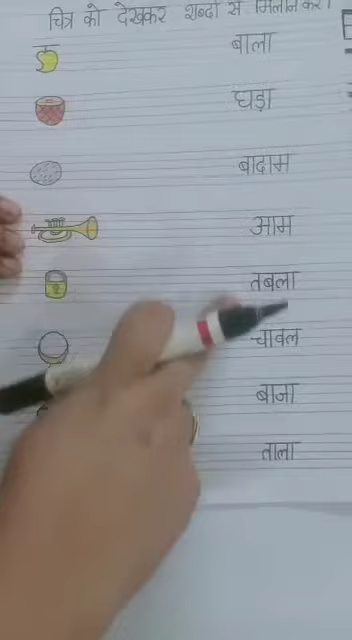 चित्र को देखकर शब्दों से मिलान करो
बाला
घड़ा
बादाम
आम
तबला
चावल
बाजा
ताला